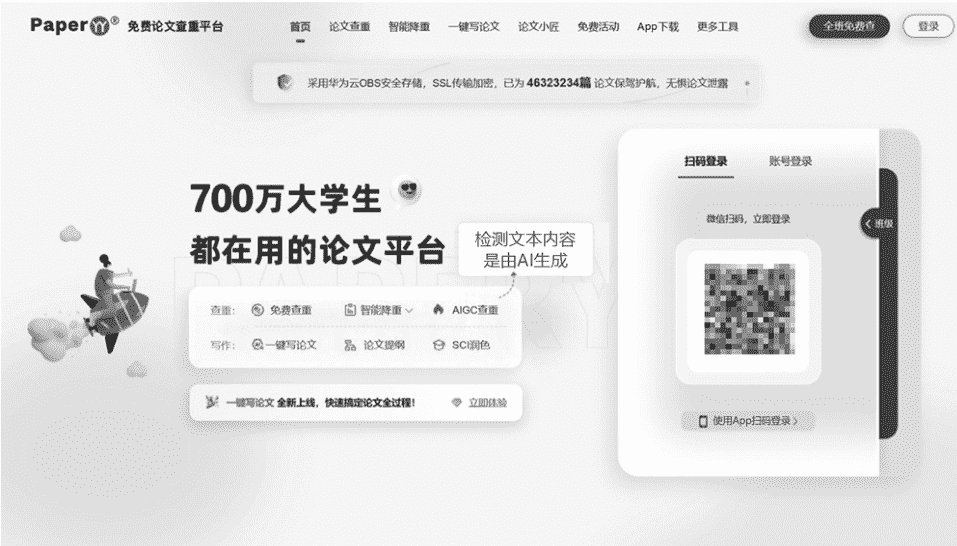 Paper® 免费论文查重平台 首页 论文查重 智能降重 一键写论文 论文小匠 免费活动 App下载 更多工具 全班免费查 登录
采用华为云OBS安全存储，SSL传输加密，已为 46323234篇 论文保驾护航，无惧论文泄露
扫码登录 账号登录
700万大学生
都在用的论文平台
微信扫码，立即登录
班级
检测文本内容
是由AI生成
PAPERYY
查重： 免费查重 智能降重 AIGC查重
写作： 一键写论文 论文提纲 SCI润色
一键写论文 全新上线，快速搞定论文全过程！ 立即体验
使用App扫码登录